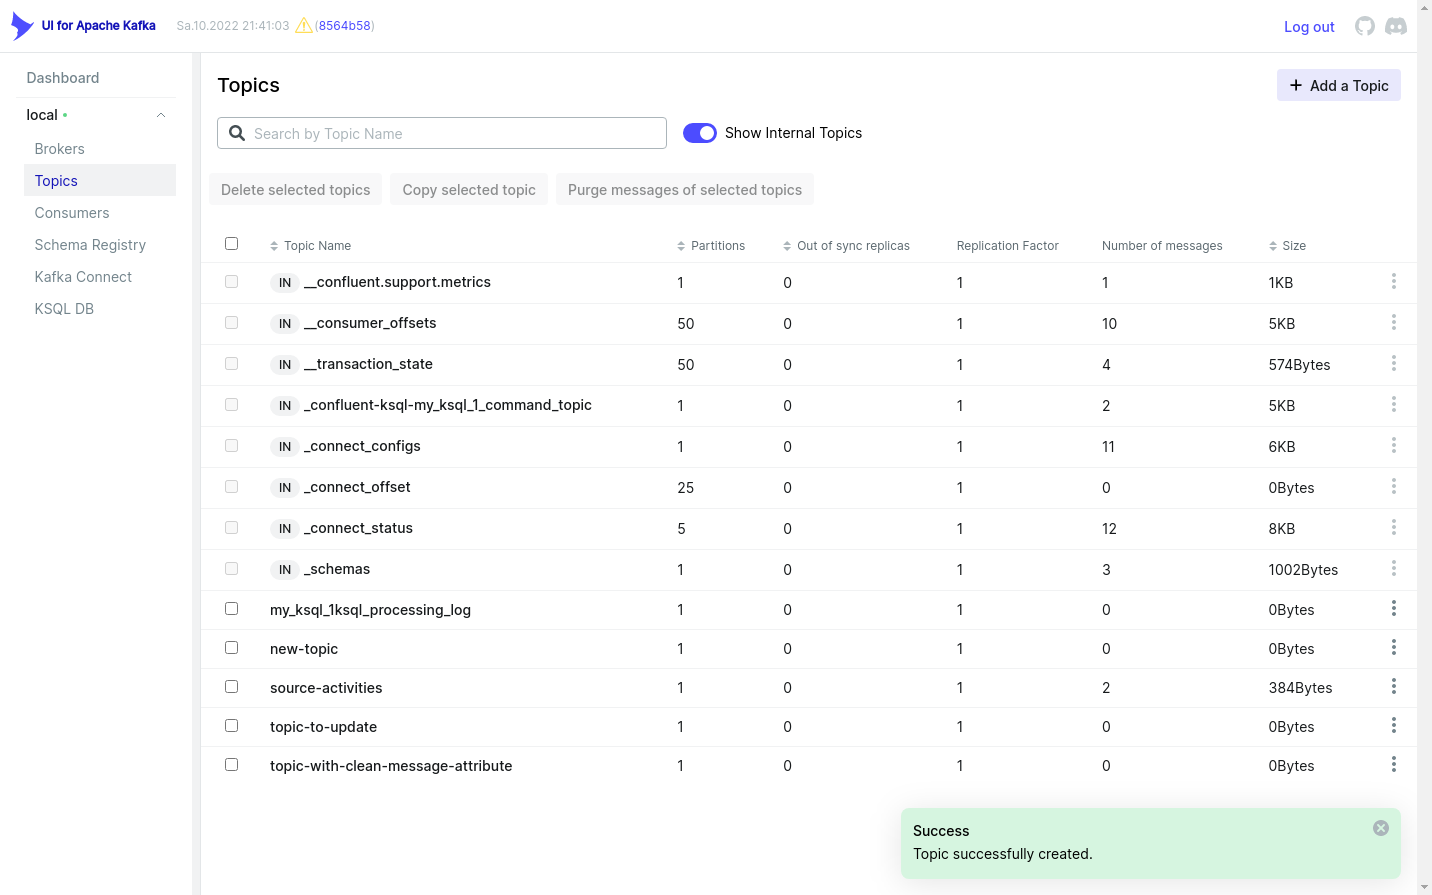 UI for Apache Kafka Sa.10.2022 21:41:03 (8564b58) Log out
Dashboard
local
Brokers
Topics
Consumers
Schema Registry
Kafka Connect
KSQL DB
Topics
Add a Topic
Search by Topic Name
Show Internal Topics
Delete selected topics Copy selected topic Purge messages of selected topics
Topic Name Partitions Out of sync replicas Replication Factor Number of messages Size
IN __confluent.support.metrics 1 0 1 1 1KB
IN __consumer_offsets 50 0 1 10 5KB
IN __transaction_state 50 0 1 4 574Bytes
IN _confluent-ksql-my_ksql_1_command_topic 1 0 1 2 5KB
IN _connect_configs 1 0 1 11 6KB
IN _connect_offset 25 0 1 0 0Bytes
IN _connect_status 5 0 1 12 8KB
IN _schemas 1 0 1 3 1002Bytes
my_ksql_1ksql_processing_log 1 0 1 0 0Bytes
new-topic 1 0 1 0 0Bytes
source-activities 1 0 1 2 384Bytes
topic-to-update 1 0 1 0 0Bytes
topic-with-clean-message-attribute 1 0 1 0 0Bytes
Success
Topic successfully created.